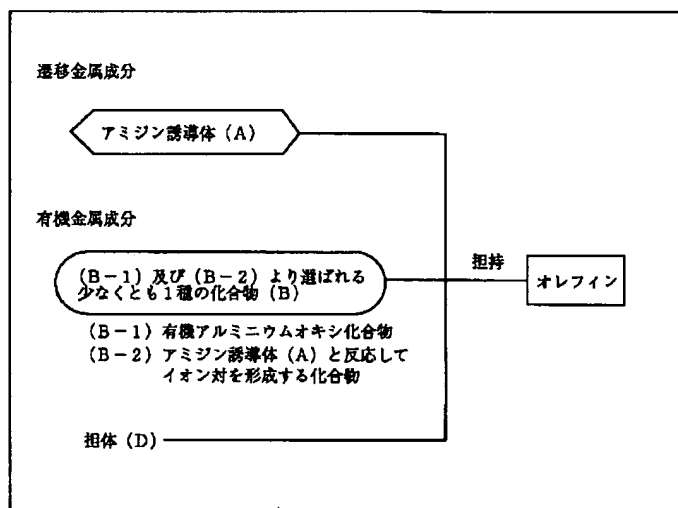 遷移金属成分
アミジン誘導体（A）
有機金属成分
（B－1）及び（B－2）より選ばれる
少なくとも1種の化合物（B）
担持
オレフィン
（B－1）有機アルミニウムオキシ化合物
（B－2）アミジン誘導体（A）と反応して
イオン対を形成する化合物
担体（D）